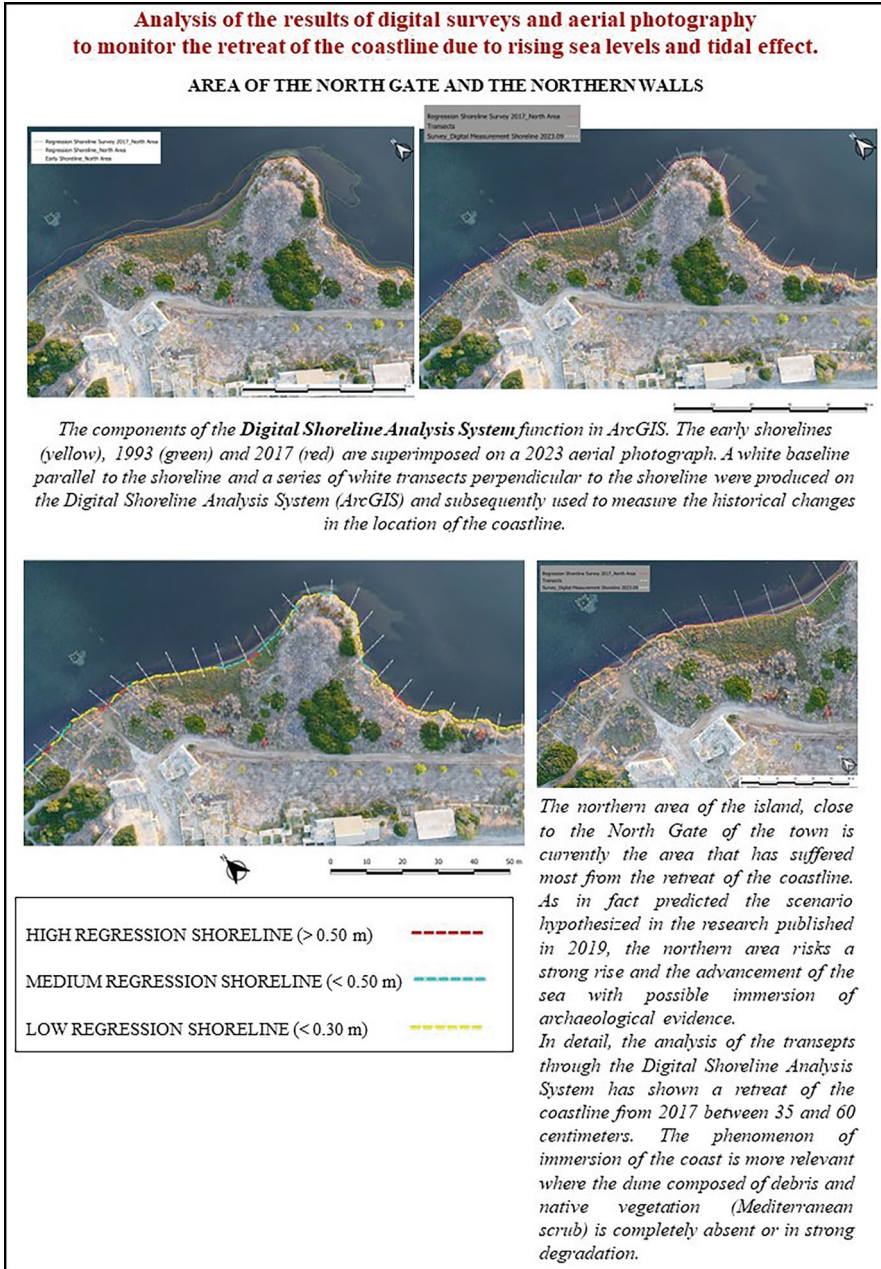 Analysis of the results of digital surveys and aerial photography
to monitor the retreat of the coastline due to rising sea levels and tidal effect.
AREA OF THE NORTH GATE AND THE NORTHERN WALLS
Regression Shoreline Survey 2017_North Area
Regression Shoreline_North Area
Early Shoreline_North Area
Regression Shoreline Survey 2017_North Area
Transects
Survey_Digital Measurement Shoreline 2023.09
The components of the Digital Shoreline Analysis System function in ArcGIS. The early shorelines
(yellow), 1993 (green) and 2017 (red) are superimposed on a 2023 aerial photograph. A white baseline
parallel to the shoreline and a series of white transects perpendicular to the shoreline were produced on
the Digital Shoreline Analysis System (ArcGIS) and subsequently used to measure the historical changes
in the location of the coastline.
Regression Shoreline Survey 2017_North Area
Transects
Survey_Digital Measurement Shoreline 2023.09
0 10 20 30 40 50 m
HIGH REGRESSION SHORELINE (> 0.50 m)
MEDIUM REGRESSION SHORELINE (< 0.50 m)
LOW REGRESSION SHORELINE (< 0.30 m)
The northern area of the island, close
to the North Gate of the town is
currently the area that has suffered
most from the retreat of the coastline.
As in fact predicted the scenario
hypothesized in the research published
in 2019, the northern area risks a
strong rise and the advancement of the
sea with possible immersion of
archaeological evidence.
In detail, the analysis of the transepts
through the Digital Shoreline Analysis
System has shown a retreat of the
coastline from 2017 between 35 and 60
centimeters. The phenomenon of
immersion of the coast is more relevant
where the dune composed of debris and
native vegetation (Mediterranean
scrub) is completely absent or in strong
degradation.